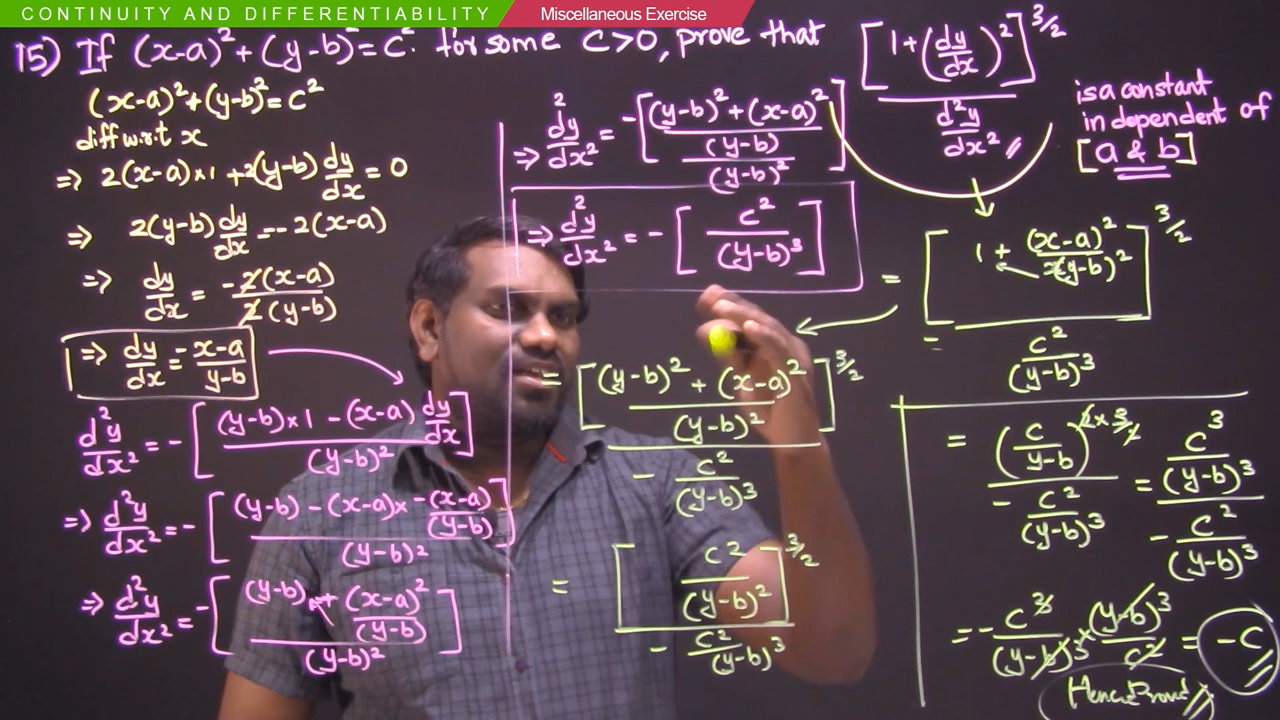 CONTINUITY AND DIFFERENTIABILITY
Miscellaneous Exercise
15) If (x-a)² + (y-b)² = c² for some c>0, prove that [1+(dy/dx)²]^3/2 / d²y/dx²
is a constant
independent of
[a & b]
(x-a)²+(y-b)²=c²
diff w.r.t x
⇒ 2(x-a)×1 + 2(y-b) dy/dx = 0
⇒ 2(y-b) dy/dx = -2(x-a)
⇒ dy/dx = -2(x-a) / 2(y-b)
⇒ dy/dx = - x-a / y-b
d²y/dx² = - [(y-b)×1 - (x-a) dy/dx / (y-b)²]
⇒ d²y/dx² = - [(y-b) - (x-a)× -(x-a)/(y-b) / (y-b)²]
⇒ d²y/dx² = - [(y-b) + (x-a)²/(y-b) / (y-b)²]
⇒ d²y/dx² = - [(y-b)² + (x-a)² / (y-b) / (y-b)²]
⇒ d²y/dx² = - [c² / (y-b)³]
= [1 + (x-a)²/(y-b)²]^3/2 / - c²/(y-b)³
= [(y-b)² + (x-a)² / (y-b)²]^3/2 / - c²/(y-b)³
= [c² / (y-b)²]^3/2 / - c²/(y-b)³
= (c/y-b)^2×3/2 / - c²/(y-b)³ = c³/(y-b)³ / - c²/(y-b)³
= - c³/(y-b)³ × (y-b)³/c² = -c
Hence Proved